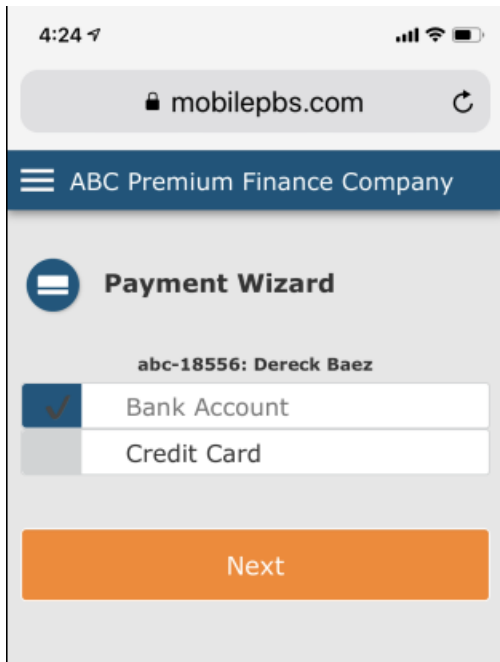 4:24
mobilepbs.com
ABC Premium Finance Company
Payment Wizard
abc-18556: Dereck Baez
Bank Account
Credit Card
Next